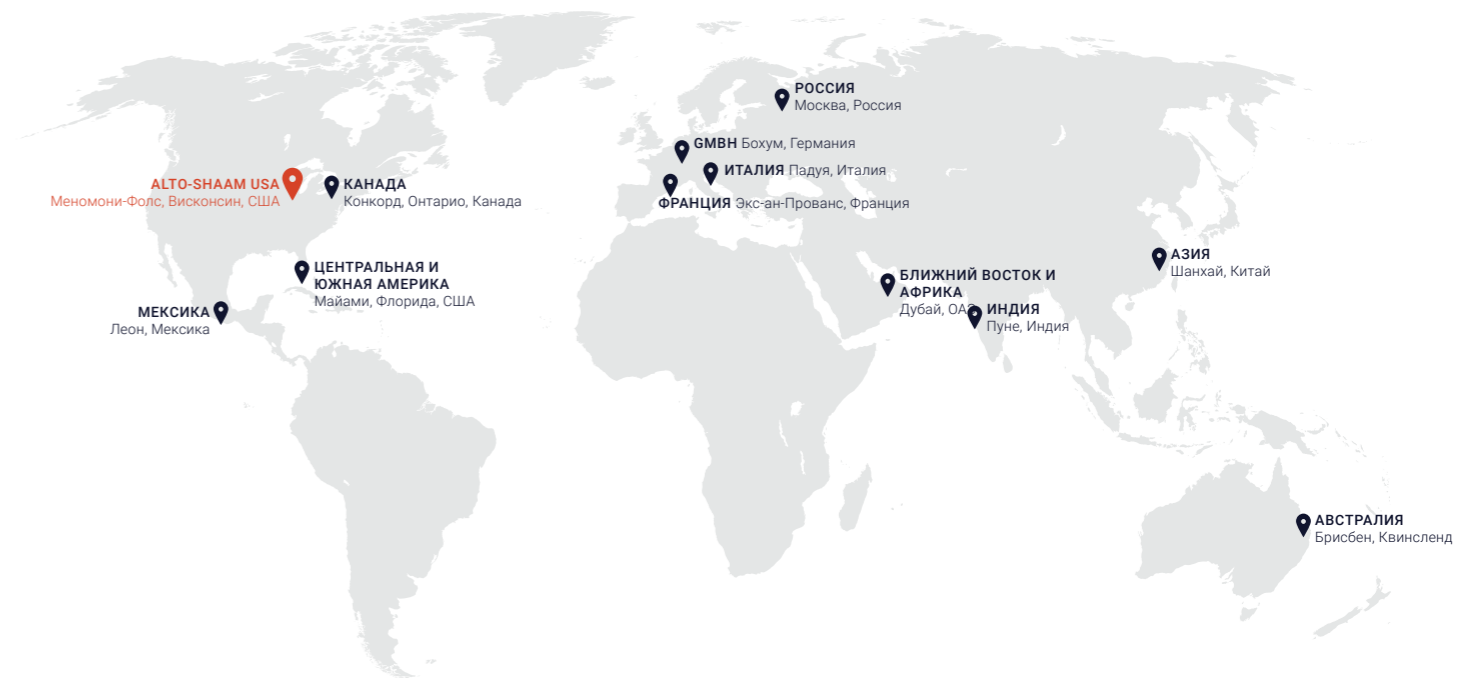 РОССИЯ
Москва, Россия
GMBH Бохум, Германия
ИТАЛИЯ Падуя, Италия
ALTO-SHAAM USA
Меномони-Фолс, Висконсин, США
КАНАДА
Конкорд, Онтарио, Канада
ФРАНЦИЯ Экс-ан-Прованс, Франция
ЦЕНТРАЛЬНАЯ И
ЮЖНАЯ АМЕРИКА
Майами, Флорида, США
АЗИЯ
Шанхай, Китай
БЛИЖНИЙ ВОСТОК И
АФРИКА
Дубай, ОАЭ
МЕКСИКА
Леон, Мексика
ИНДИЯ
Пуне, Индия
АВСТРАЛИЯ
Брисбен, Квинсленд